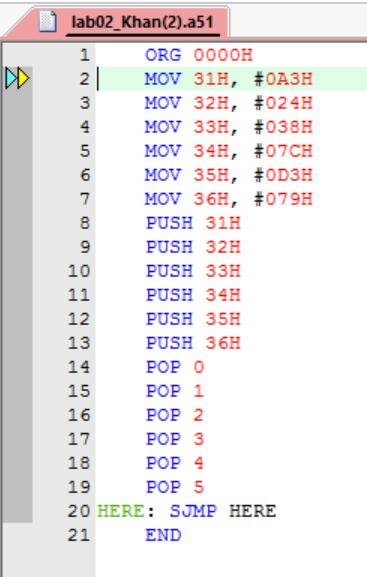 lab02_Khan(2).a51
1 ORG 0000H
2 MOV 31H, #0A3H
3 MOV 32H, #024H
4 MOV 33H, #038H
5 MOV 34H, #07CH
6 MOV 35H, #0D3H
7 MOV 36H, #079H
8 PUSH 31H
9 PUSH 32H
10 PUSH 33H
11 PUSH 34H
12 PUSH 35H
13 PUSH 36H
14 POP 0
15 POP 1
16 POP 2
17 POP 3
18 POP 4
19 POP 5
20 HERE: SJMP HERE
21 END